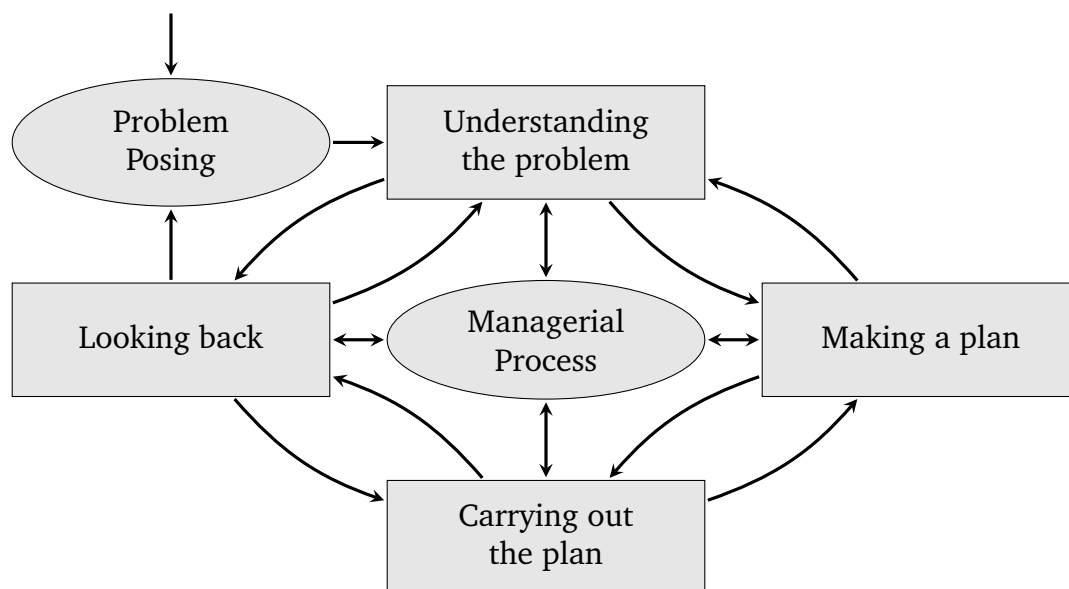 Problem
Posing
Understanding
the problem
Looking back
Managerial
Process
Making a plan
Carrying out
the plan